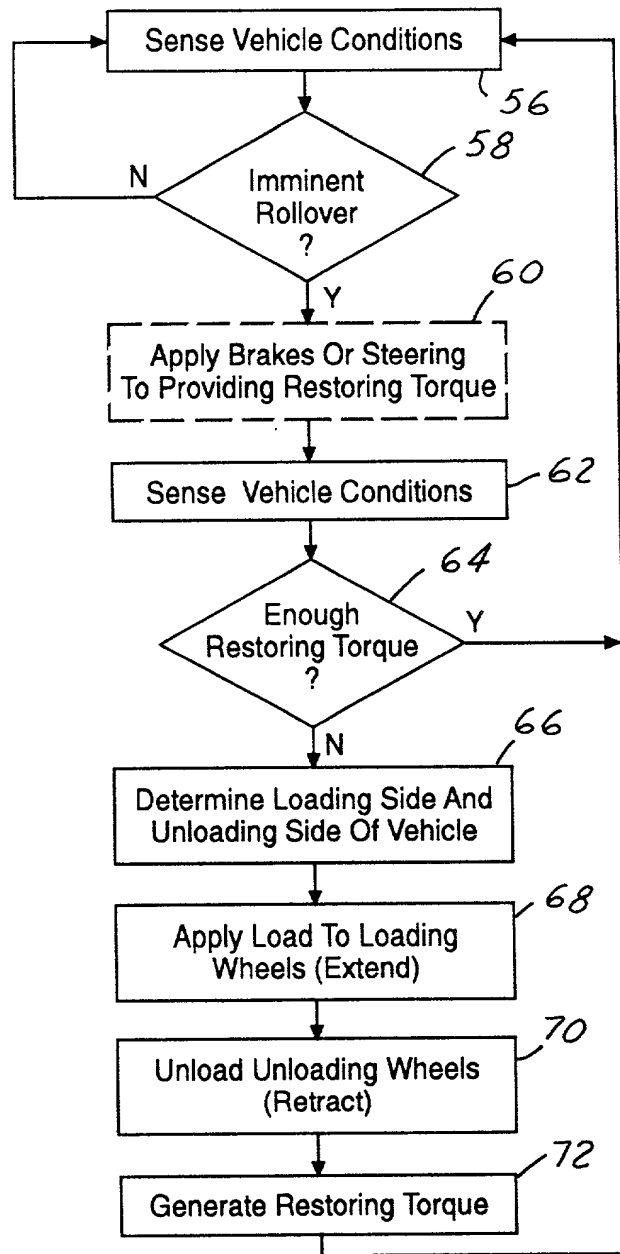 Sense Vehicle Conditions
56
58
N
Imminent
Rollover
?
Y
60
Apply Brakes Or Steering
To Providing Restoring Torque
Sense Vehicle Conditions
62
64
Enough
Restoring Torque
?
Y
N
66
Determine Loading Side And
Unloading Side Of Vehicle
68
Apply Load To Loading
Wheels (Extend)
70
Unload Unloading Wheels
(Retract)
72
Generate Restoring Torque